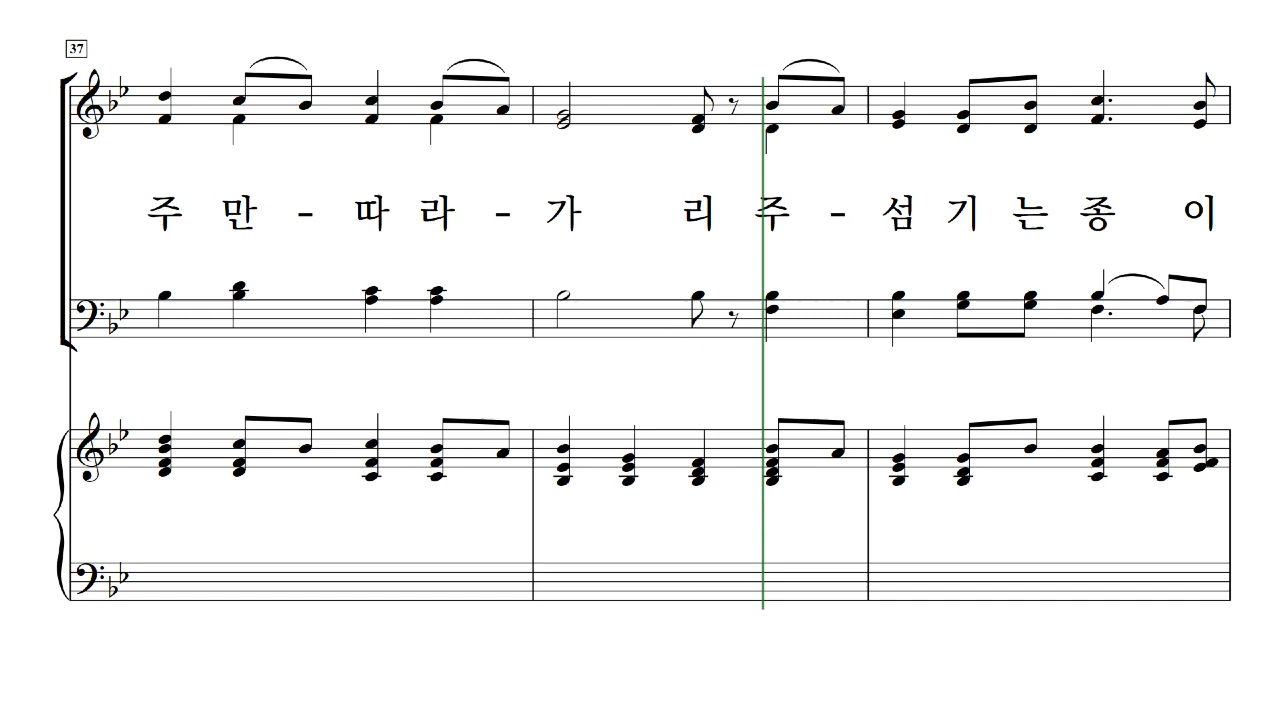 37
주 만 - 따 라 - 가 리 주 - 섬 기 는 종 이